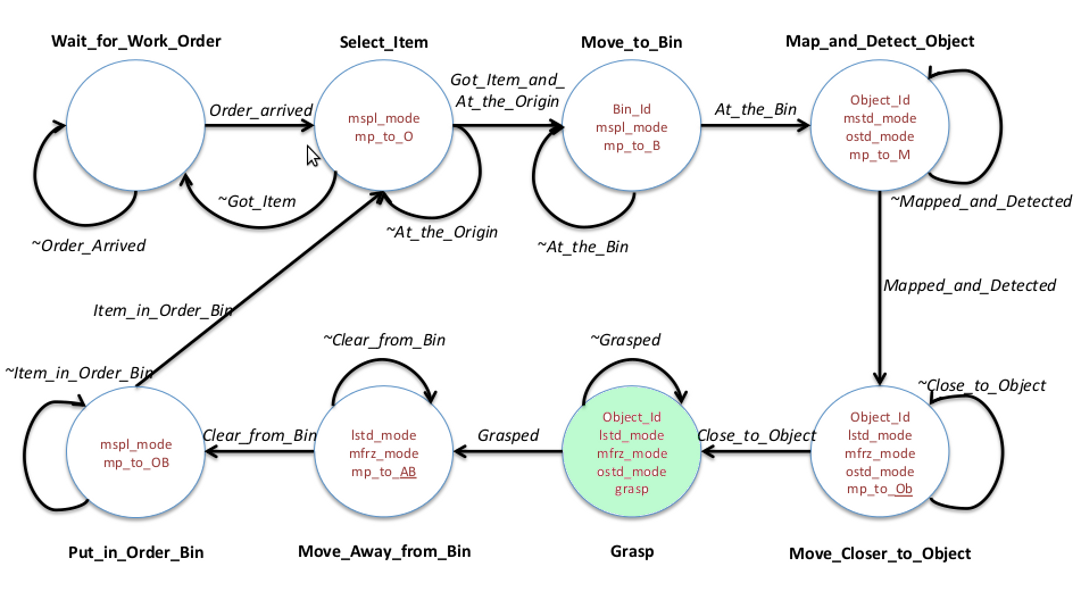 Wait_for_Work_Order
Select_Item
Move_to_Bin
Map_and_Detect_Object
Order_arrived
mspl_mode
mp_to_O
Got_Item_and_
At_the_Origin
Bin_Id
mspl_mode
mp_to_B
At_the_Bin
Object_Id
mstd_mode
ostd_mode
mp_to_M
~Order_Arrived
~Got_Item
~At_the_Origin
~At_the_Bin
~Mapped_and_Detected
Mapped_and_Detected
Item_in_Order_Bin
~Item_in_Order_Bin
~Clear_from_Bin
~Grasped
~Close_to_Object
mspl_mode
mp_to_OB
Clear_from_Bin
lstd_mode
mfrz_mode
mp_to_AB
Grasped
Object_Id
lstd_mode
mfrz_mode
ostd_mode
grasp
Close_to_Object
Object_Id
lstd_mode
mfrz_mode
ostd_mode
mp_to_Ob
Put_in_Order_Bin
Move_Away_from_Bin
Grasp
Move_Closer_to_Object